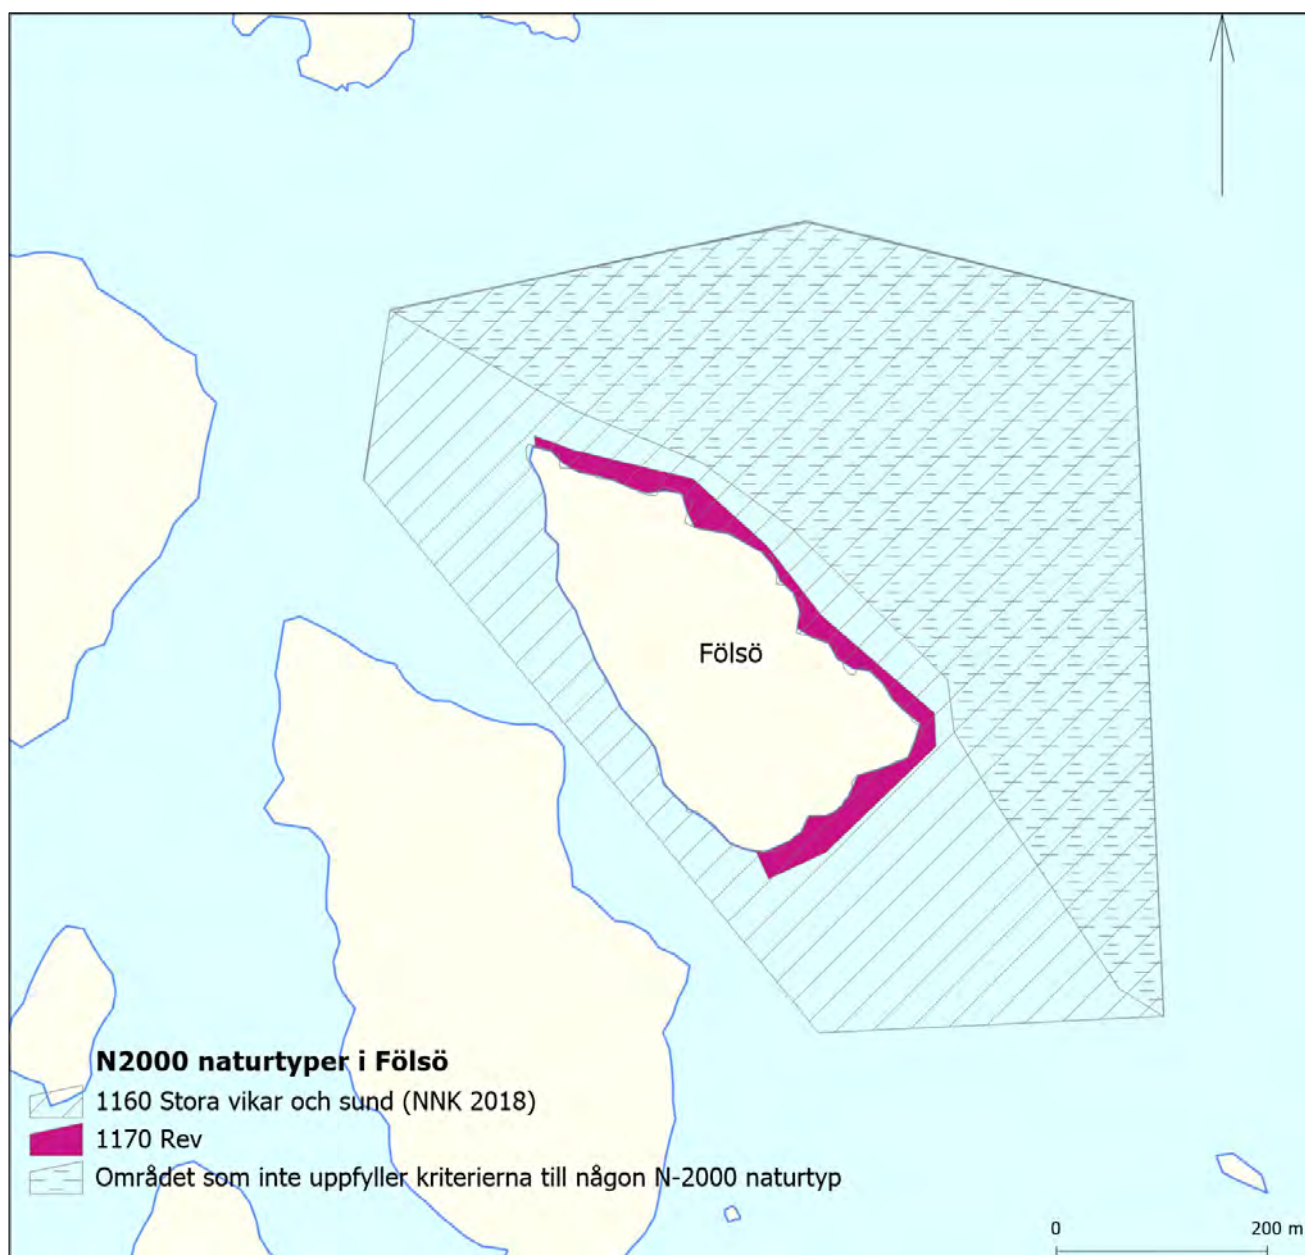 Fölsö
N2000 naturtyper i Fölsö
1160 Stora vikar och sund (NNK 2018)
1170 Rev
Området som inte uppfyller kriterierna till någon N-2000 naturtyp
0 200 m